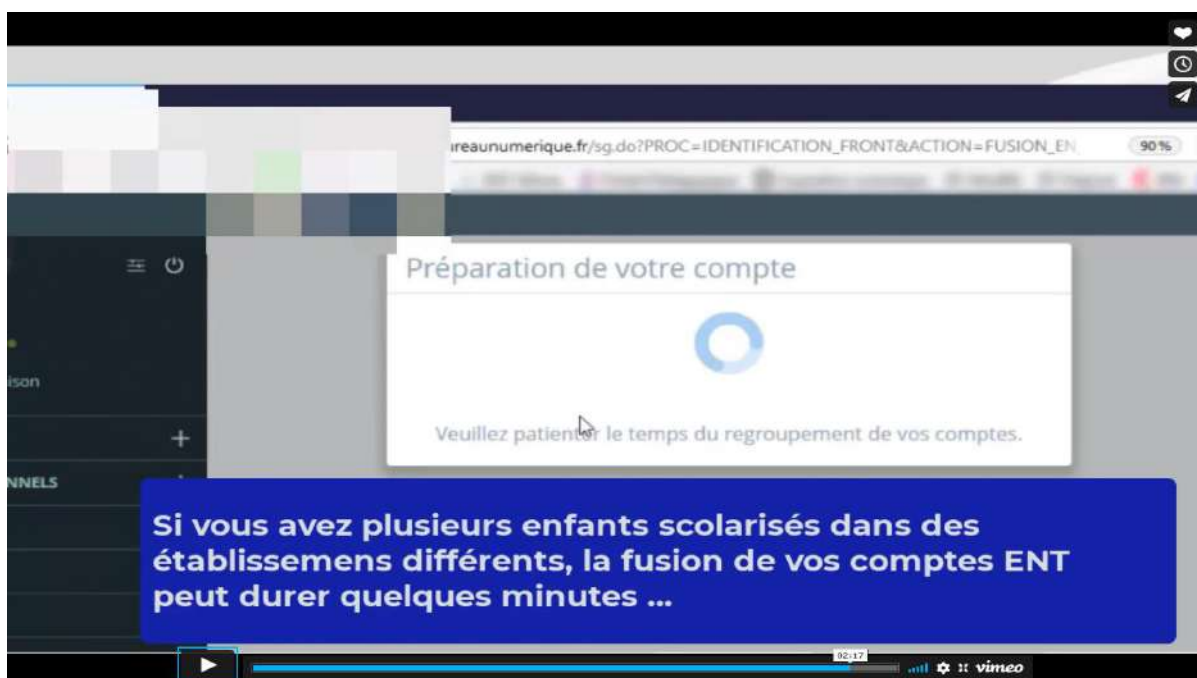 ureaunumerique.fr/sg.do?PROC=IDENTIFICATION_FRONT&ACTION=FUSION_EN
90 %
Préparation de votre compte
ison
Veuillez patienter le temps du regroupement de vos comptes.
NNELS
Si vous avez plusieurs enfants scolarisés dans des
établissemens différents, la fusion de vos comptes ENT
peut durer quelques minutes ...
02:17
vimeo